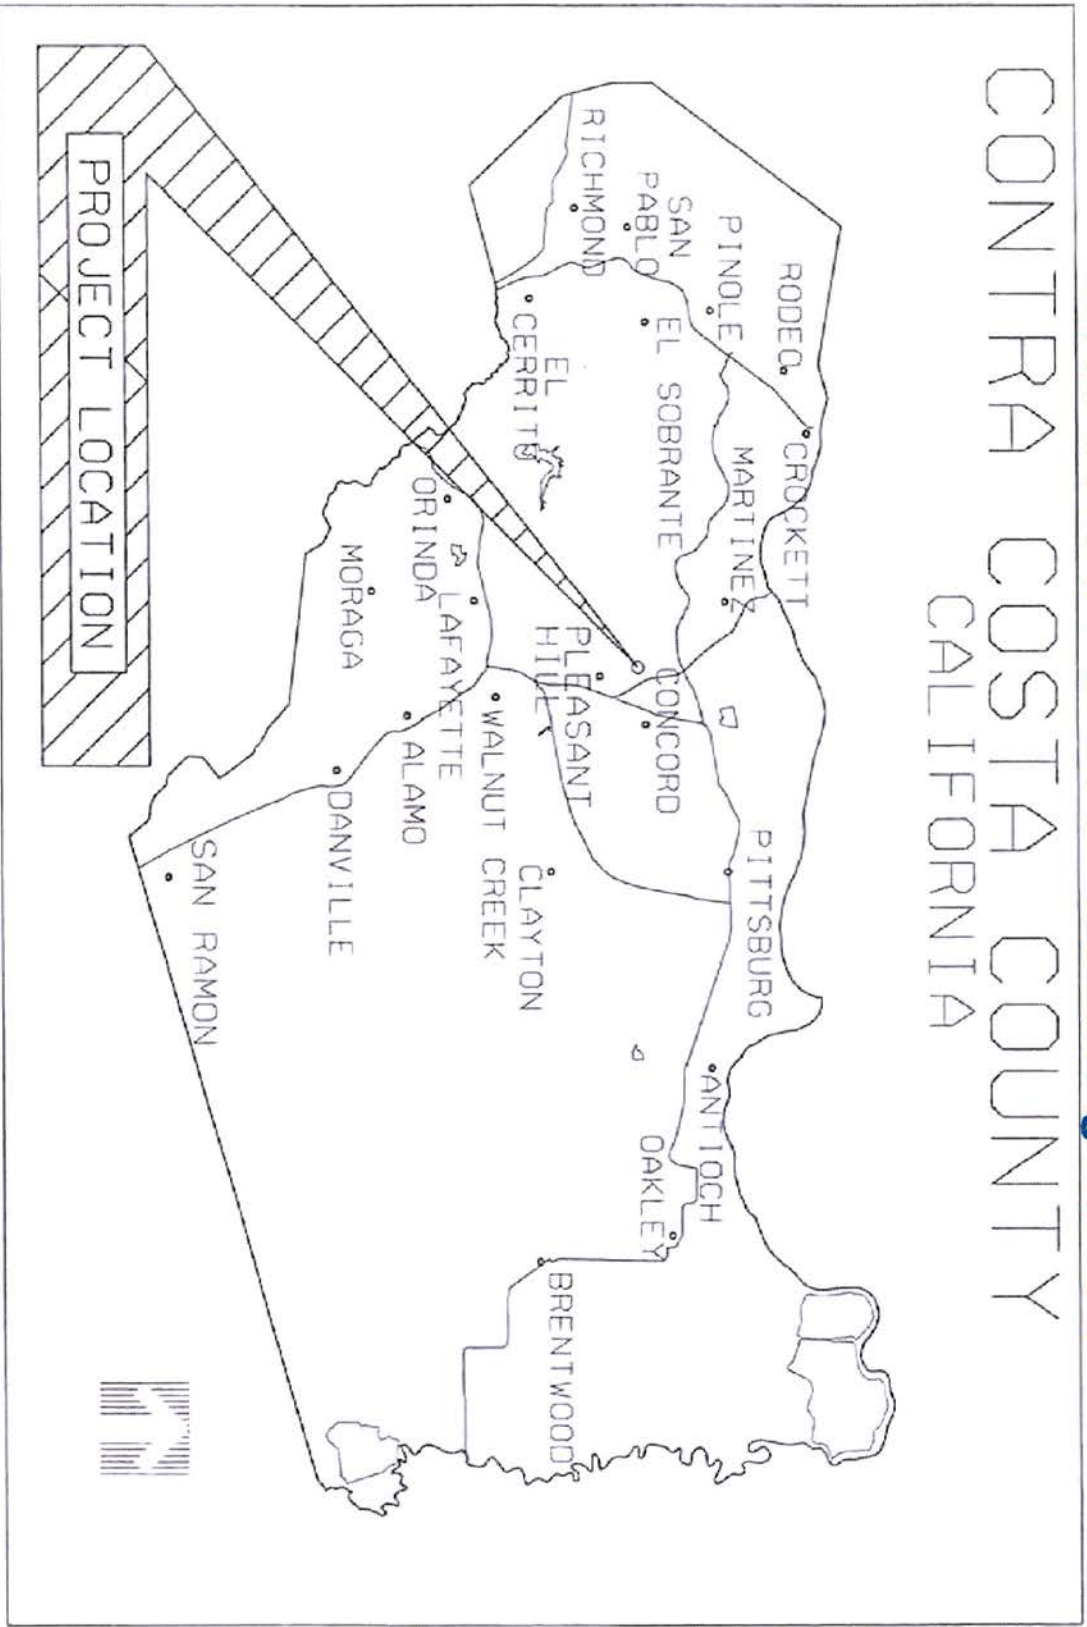 CONTRA COSTA COUNTY
CALIFORNIA
RODEO
CROCKETT
PINOLE
MARTINEZ
SAN
PABLO
EL SOBRANTE
RICHMOND
EL
CERRITO
CONCORD
PLEASANT
HILL
PITTSBURG
ANTIOCH
OAKLEY
BRENTWOOD
CLAYTON
WALNUT CREEK
LAFAYETTE
ORINDA
MORAGA
ALAMO
DANVILLE
SAN RAMON
PROJECT LOCATION